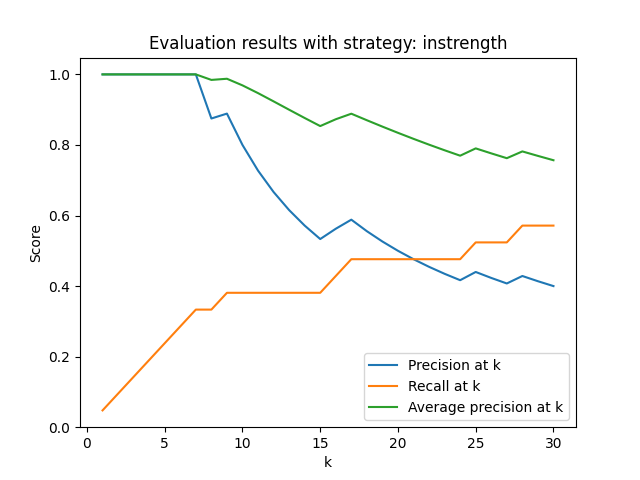 Evaluation results with strategy: instrength
1.0
0.8
0.6
0.4
0.2
0.0
Score
0 5 10 15 20 25 30
k
Precision at k
Recall at k
Average precision at k